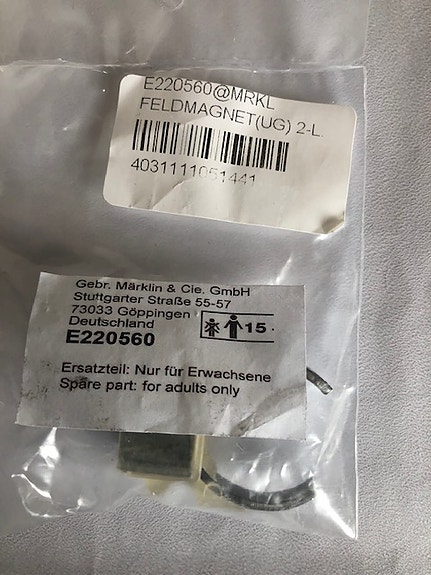 E220560@MRKL
FELDMAGNET(UG) 2-L.
4031111051441
Gebr. Märklin & Cie. GmbH
Stuttgarter Straße 55-57
73033 Göppingen
Deutschland
15
E220560
Ersatzteil: Nur für Erwachsene
Spare part: for adults only